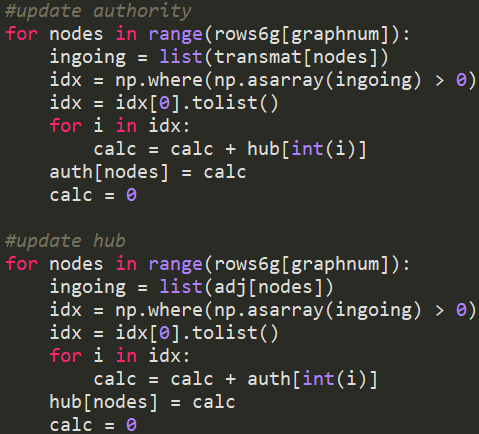 #update authority
for nodes in range(rows6g[graphnum]):
    ingoing = list(transmat[nodes])
    idx = np.where(np.asarray(ingoing) > 0)
    idx = idx[0].tolist()
    for i in idx:
        calc = calc + hub[int(i)]
    auth[nodes] = calc
    calc = 0

#update hub
for nodes in range(rows6g[graphnum]):
    ingoing = list(adj[nodes])
    idx = np.where(np.asarray(ingoing) > 0)
    idx = idx[0].tolist()
    for i in idx:
        calc = calc + auth[int(i)]
    hub[nodes] = calc
    calc = 0